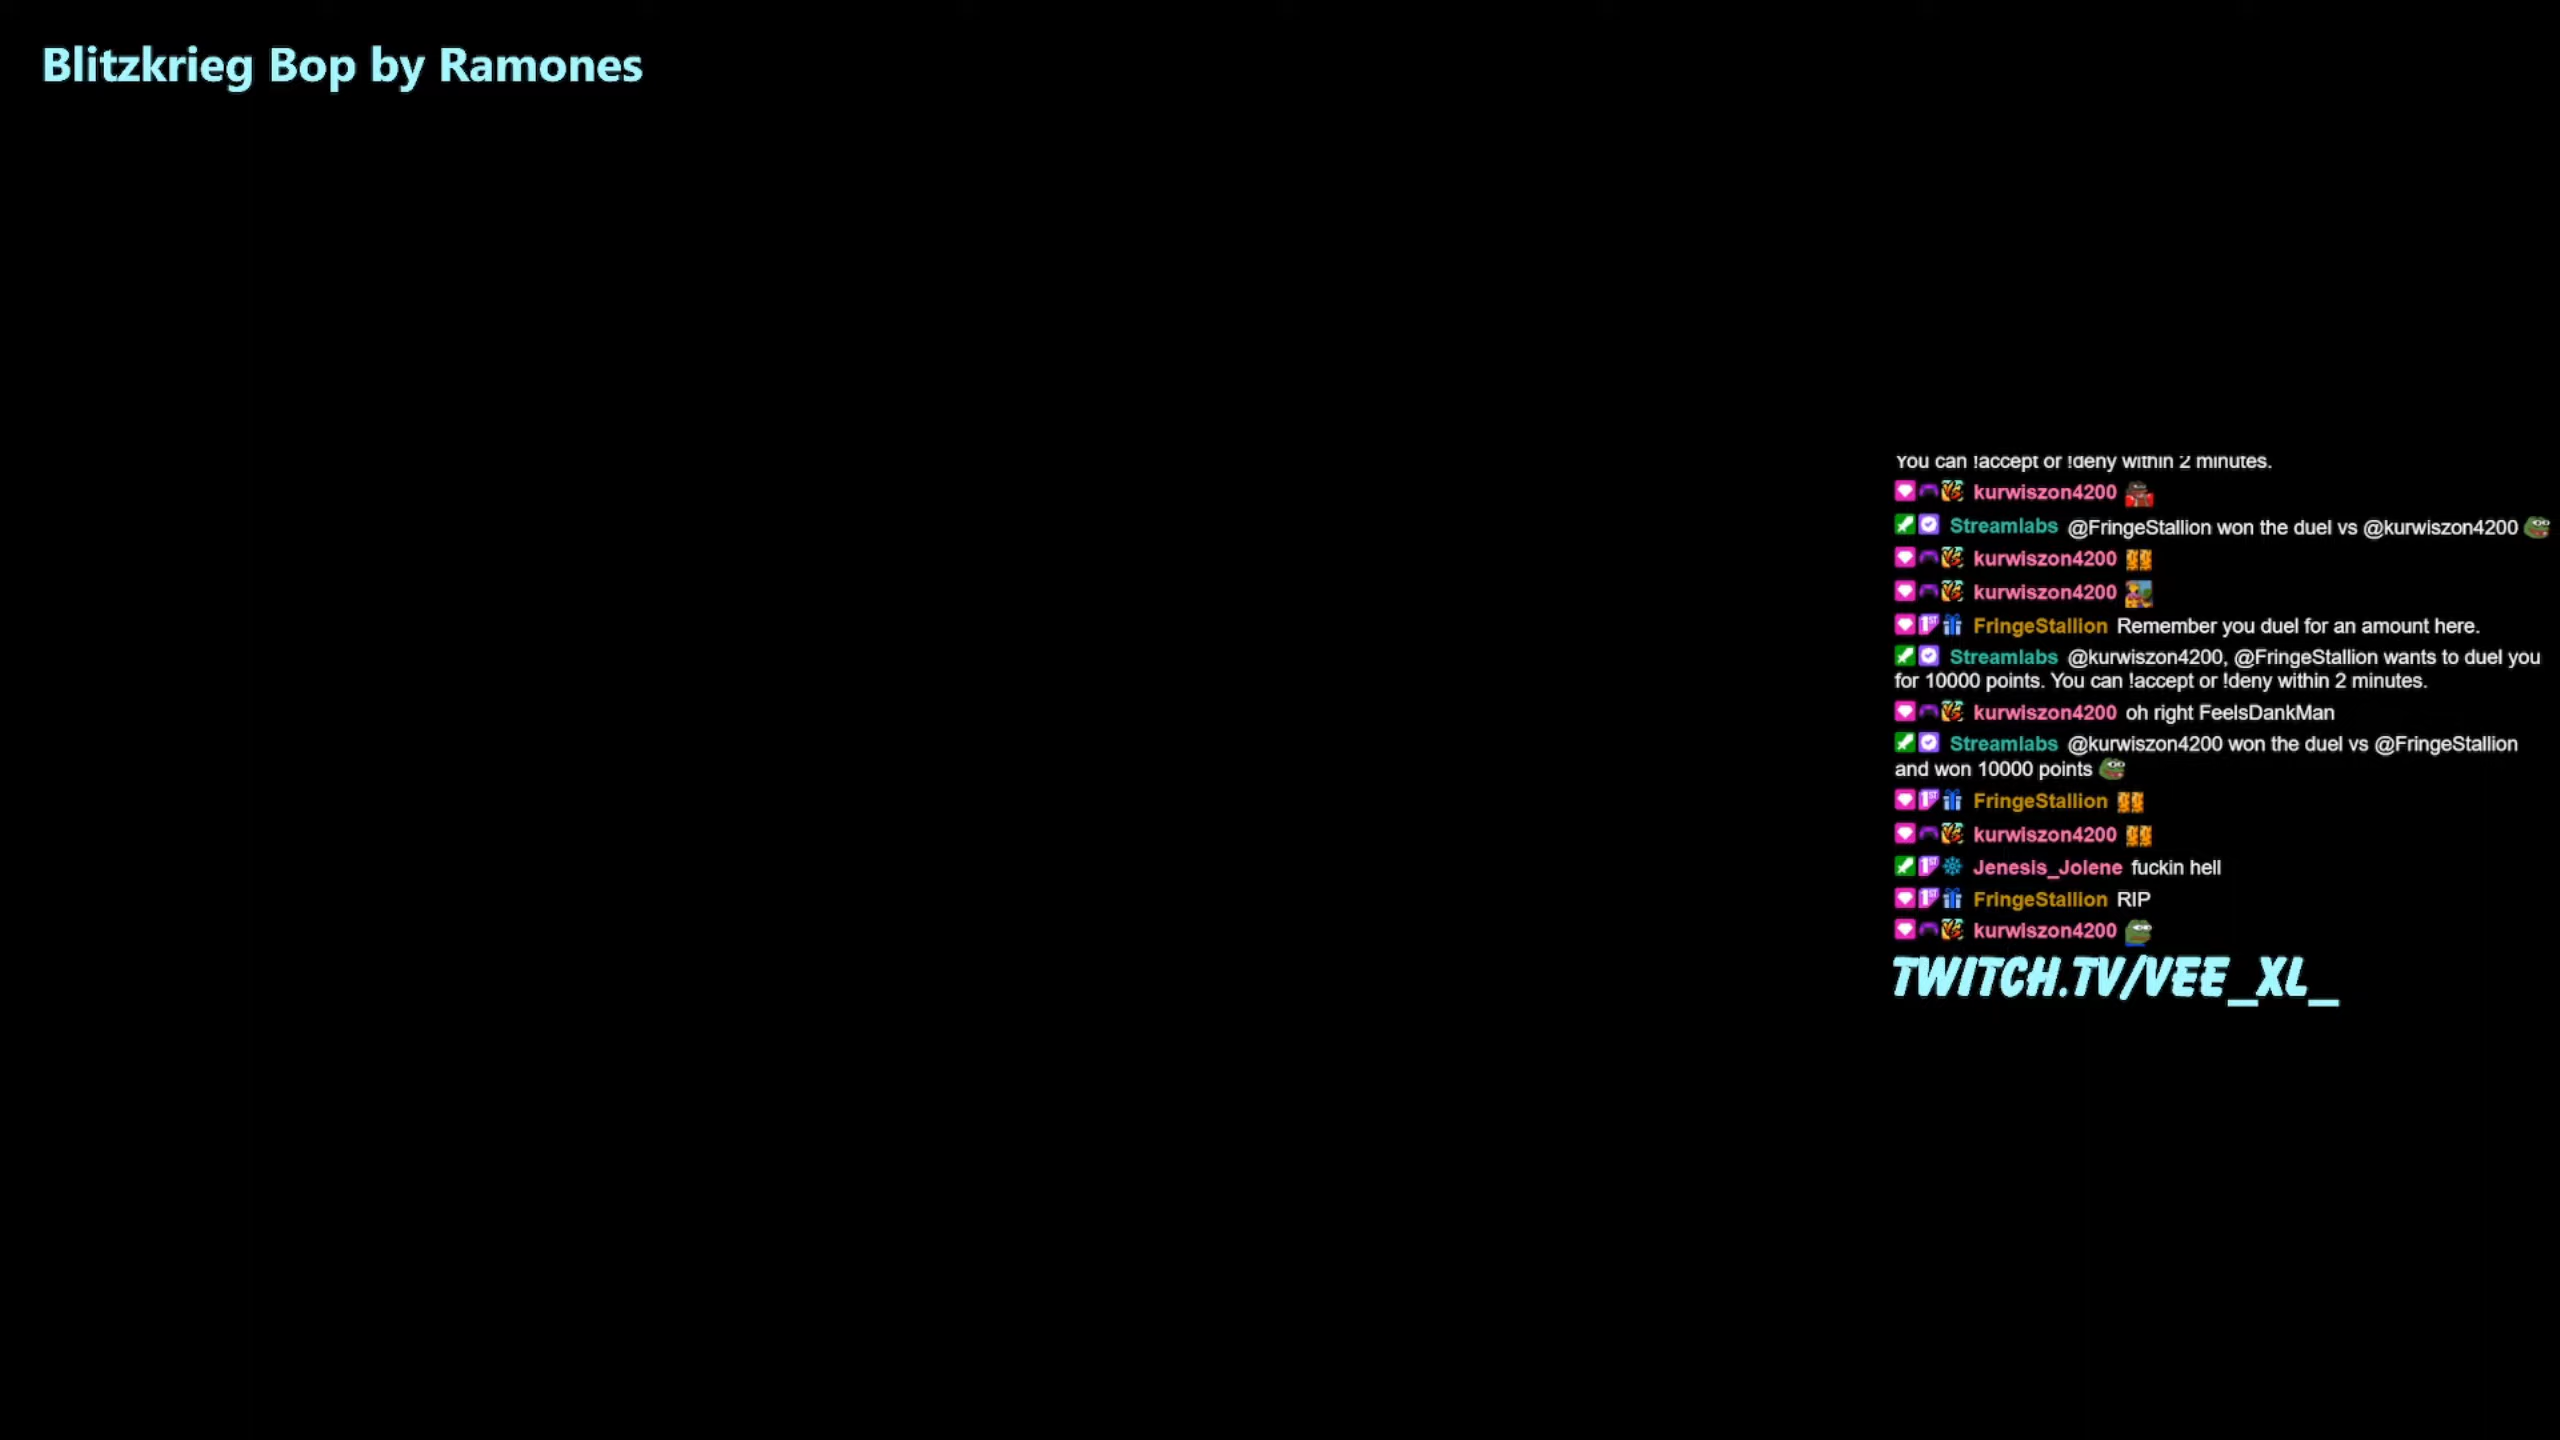 Blitzkrieg Bop by Ramones
You can !accept or !deny within 2 minutes.
kurwiszon4200
Streamlabs @FringeStallion won the duel vs @kurwiszon4200
kurwiszon4200
kurwiszon4200
FringeStallion Remember you duel for an amount here.
Streamlabs @kurwiszon4200, @FringeStallion wants to duel you
for 10000 points. You can !accept or !deny within 2 minutes.
kurwiszon4200 oh right FeelsDankMan
Streamlabs @kurwiszon4200 won the duel vs @FringeStallion
and won 10000 points
FringeStallion
kurwiszon4200
Jenesis_Jolene fuckin hell
FringeStallion RIP
kurwiszon4200
TWITCH.TV/VEE_XL_